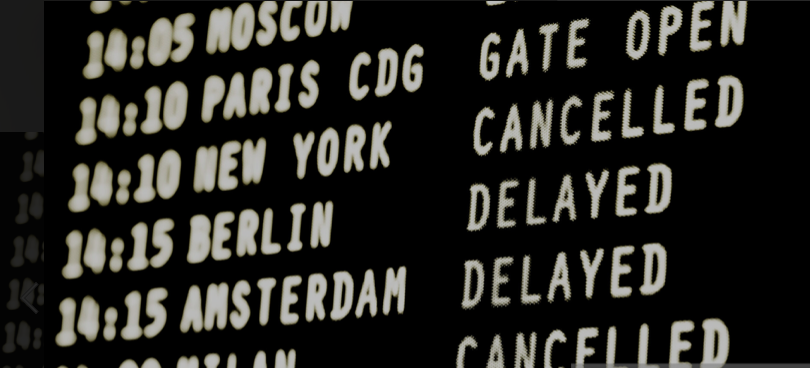 14:05 MOSCOW
14:10 PARIS CDG GATE OPEN
14:10 NEW YORK CANCELLED
14:15 BERLIN DELAYED
14:15 AMSTERDAM DELAYED
MILAN CANCELLED